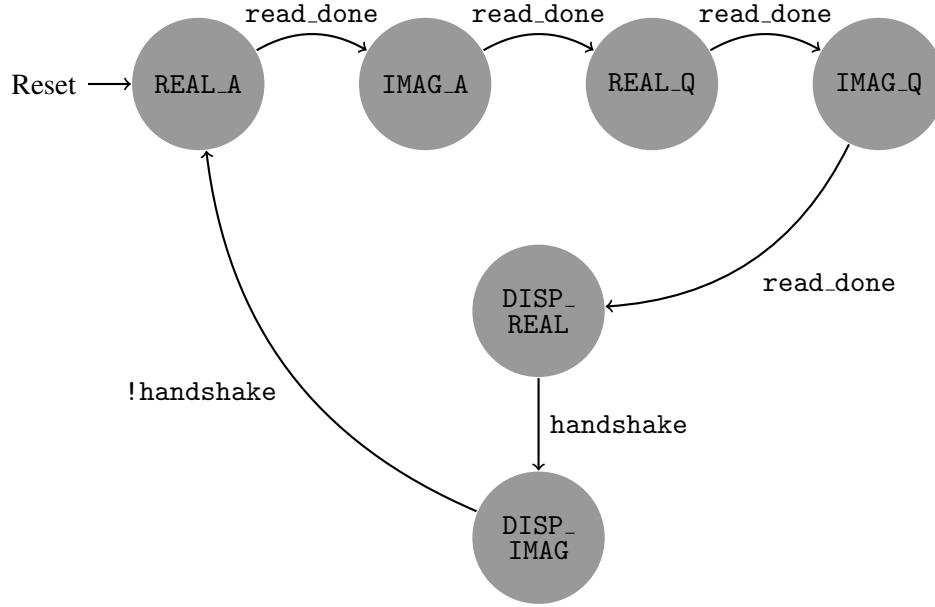 read_done
read_done
read_done
Reset
REAL_A
IMAG_A
REAL_Q
IMAG_Q
read_done
DISP_
REAL
!handshake
handshake
DISP_
IMAG